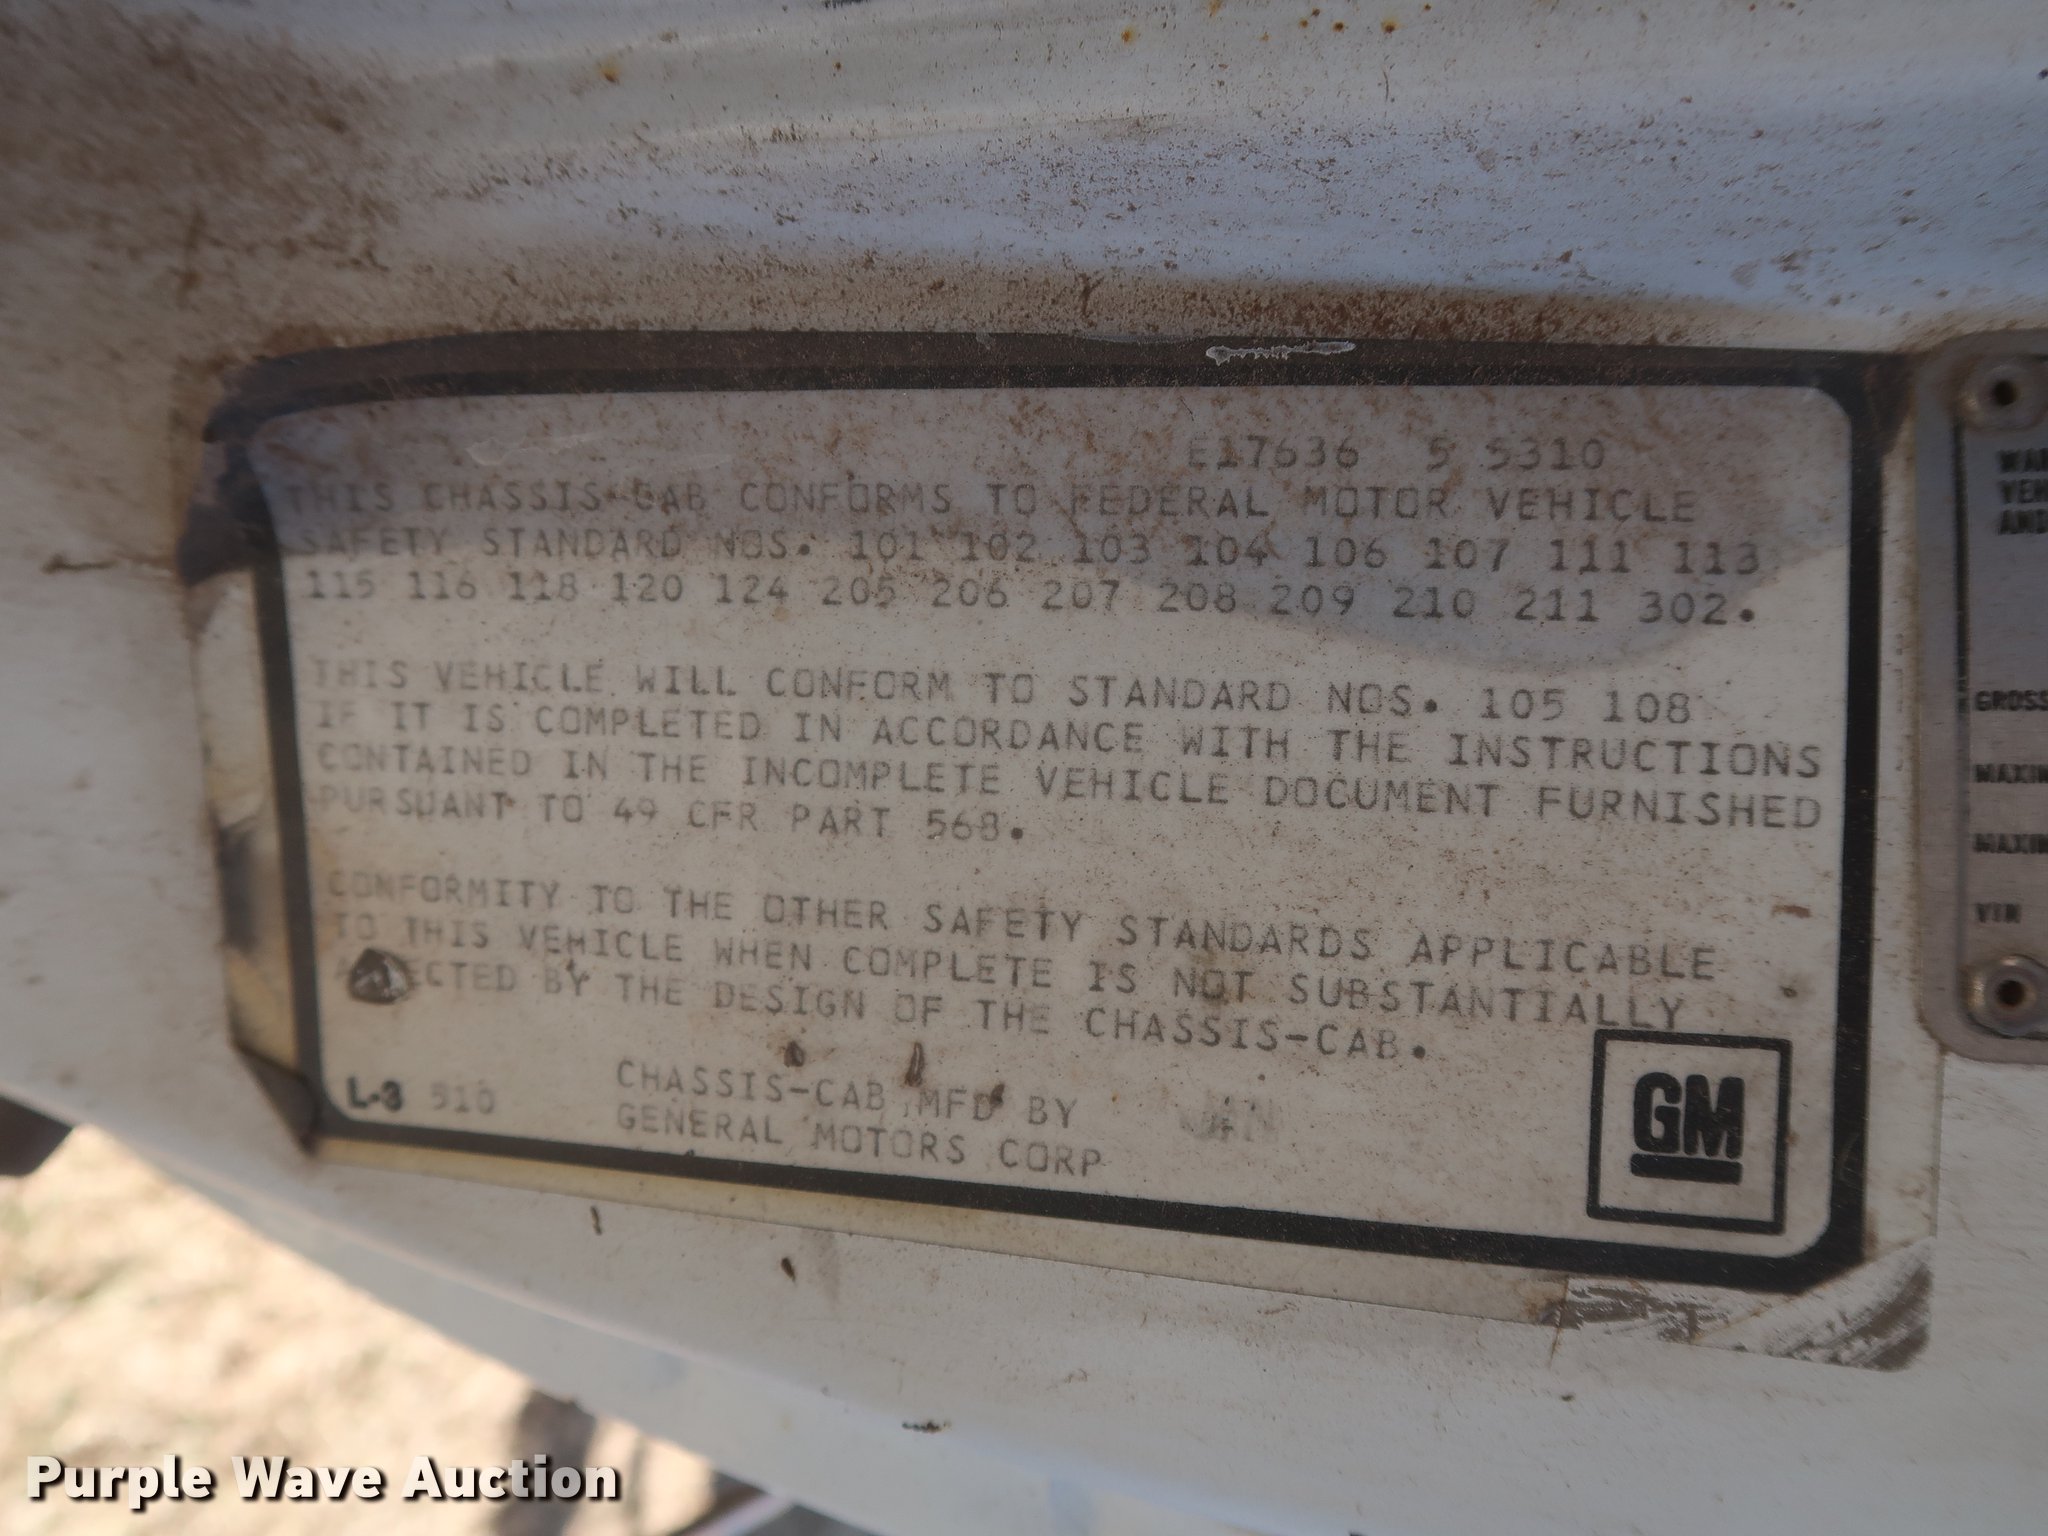 E17636 5 5310
THIS CHASSIS-CAB CONFORMS TO FEDERAL MOTOR VEHICLE
SAFETY STANDARD NOS. 101 102 103 104 106 107 111 113
115 116 118 120 124 205 206 207 208 209 210 211 302.
THIS VEHICLE WILL CONFORM TO STANDARD NOS. 105 108
IF IT IS COMPLETED IN ACCORDANCE WITH THE INSTRUCTIONS
CONTAINED IN THE INCOMPLETE VEHICLE DOCUMENT FURNISHED
PURSUANT TO 49 CFR PART 568.
CONFORMITY TO THE OTHER SAFETY STANDARDS APPLICABLE
TO THIS VEHICLE WHEN COMPLETE IS NOT SUBSTANTIALLY
BY THE DESIGN OF THE CHASSIS-CAB.
L-3 510
CHASSIS-CAB MFD BY
GENERAL MOTORS CORP
GM
GROSS
VIN
Purple Wave Auction